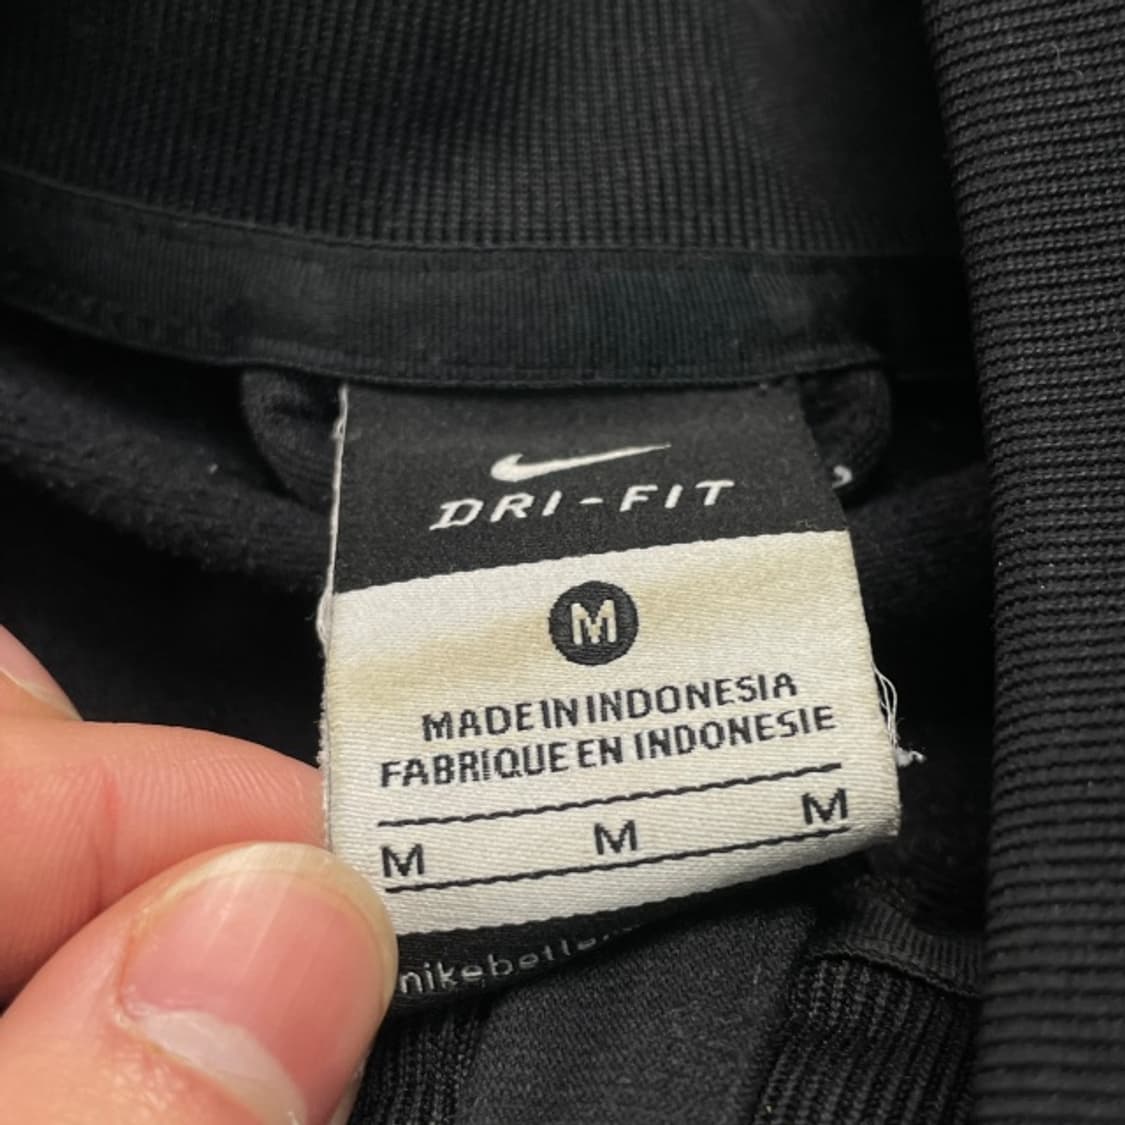 DRI-FIT
M
MADE IN INDONESIA
FABRIQUE EN INDONESIE
M M M